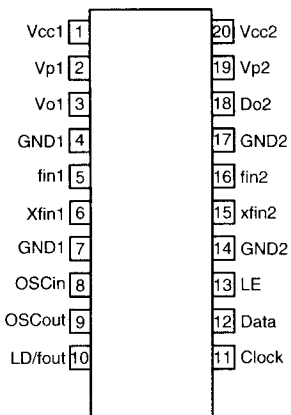 Vcc1 1 20 Vcc2
Vp1 2 19 Vp2
Vo1 3 18 Do2
GND1 4 17 GND2
fin1 5 16 fin2
Xfin1 6 15 xfin2
GND1 7 14 GND2
OSCin 8 13 LE
OSCout 9 12 Data
LD/fout 10 11 Clock